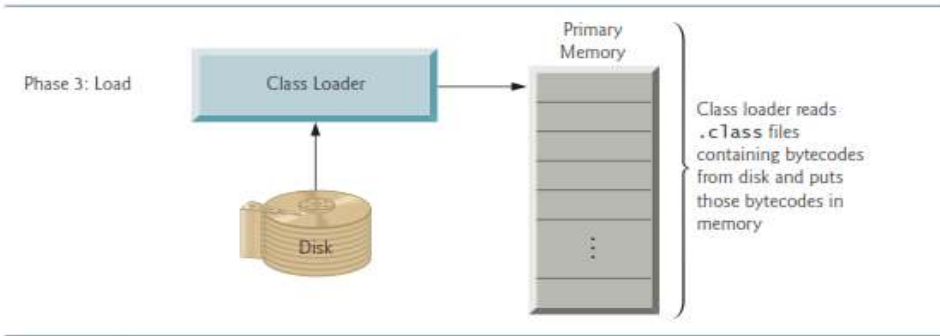 Primary
Memory
Phase 3: Load
Class Loader
Class loader reads
.class files
containing bytecodes
from disk and puts
those bytecodes in
memory
Disk